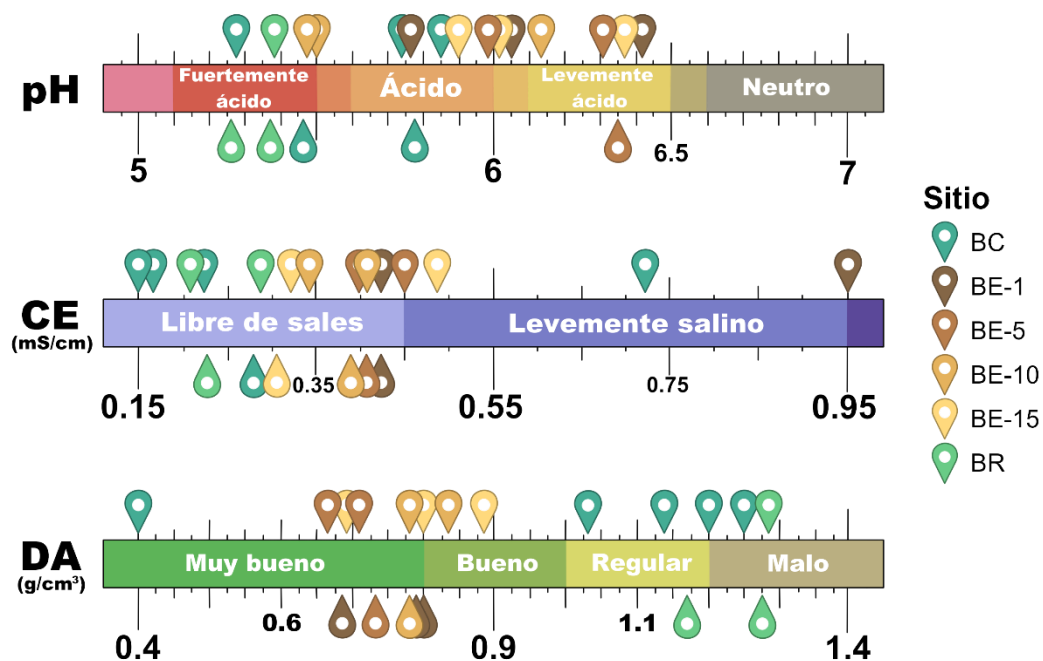 pH
Fuertemente
ácido
Ácido
Levemente
ácido
Neutro
5
6
6.5
7
CE
(mS/cm)
Libre de sales
Levemente salino
0.15
0.35
0.55
0.75
0.95
DA
(g/cm³)
Muy bueno
Bueno
Regular
Malo
0.4
0.6
0.9
1.1
1.4
Sitio
BC
BE-1
BE-5
BE-10
BE-15
BR